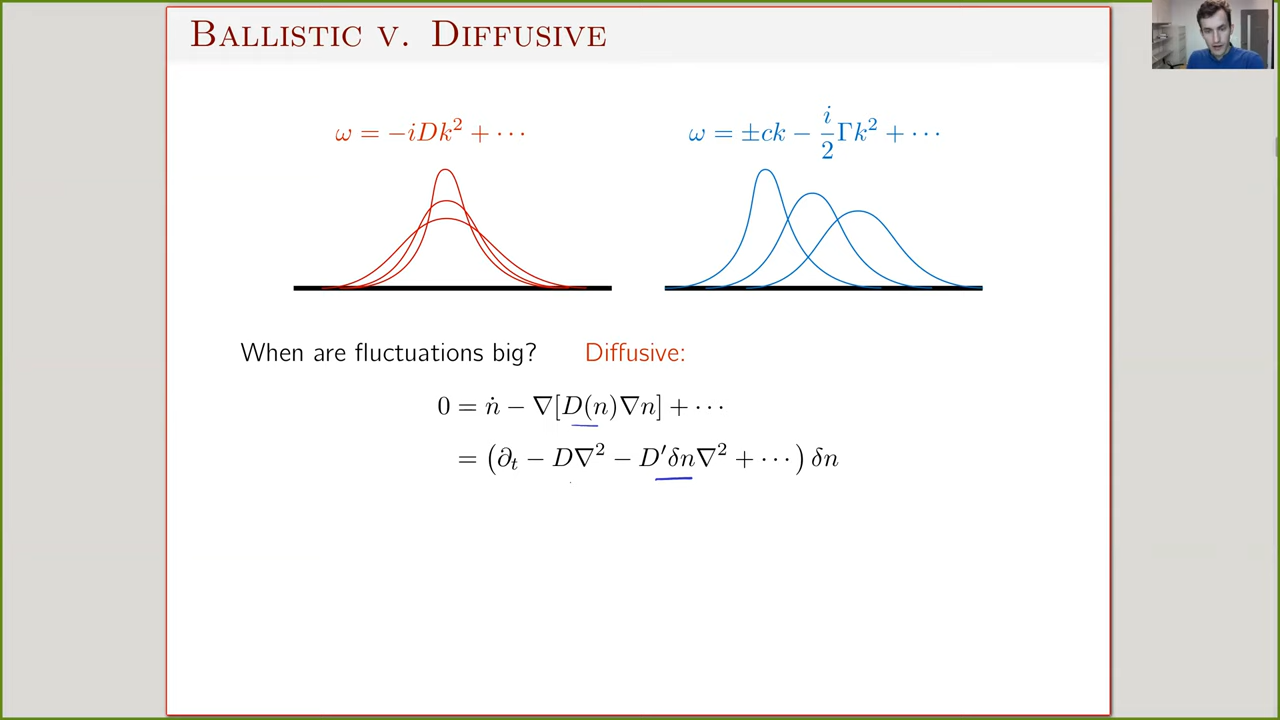 BALLISTIC V. DIFFUSIVE
ω = −iDk² + ···
ω = ±ck − i/2 Γk² + ···
When are fluctuations big? Diffusive:
0 = ṅ − ∇[D(n)∇n] + ···
= (∂ₜ − D∇² − D′δn∇² + ···) δn